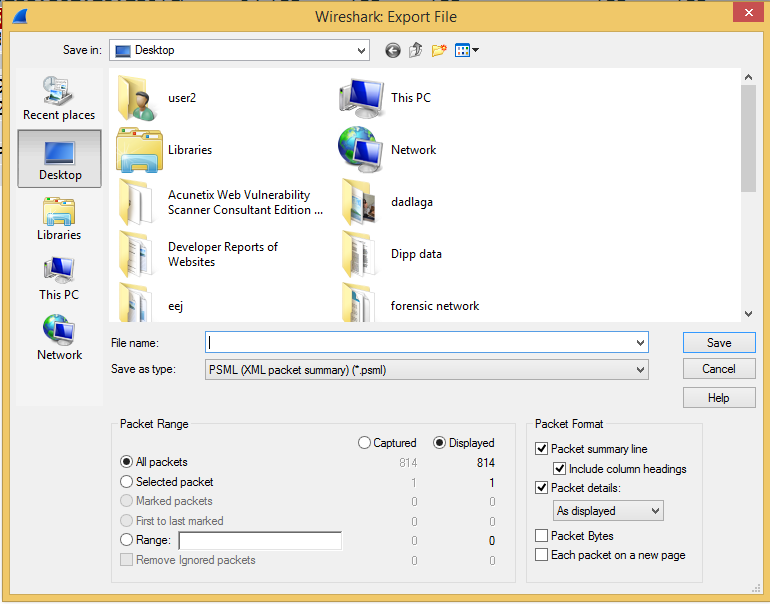 Wireshark: Export File
Save in:
Desktop
Recent places
Desktop
Libraries
This PC
Network
user2
This PC
Libraries
Network
Acunetix Web Vulnerability
Scanner Consultant Edition ...
dadlaga
Developer Reports of
Websites
Dipp data
eej
forensic network
File name:
Save as type:
PSML (XML packet summary) (*.psml)
Save
Cancel
Help
Packet Range
Captured
Displayed
All packets
814
814
Selected packet
1
1
Marked packets
0
0
First to last marked
0
0
Range:
0
0
Remove Ignored packets
0
0
Packet Format
Packet summary line
Include column headings
Packet details:
As displayed
Packet Bytes
Each packet on a new page